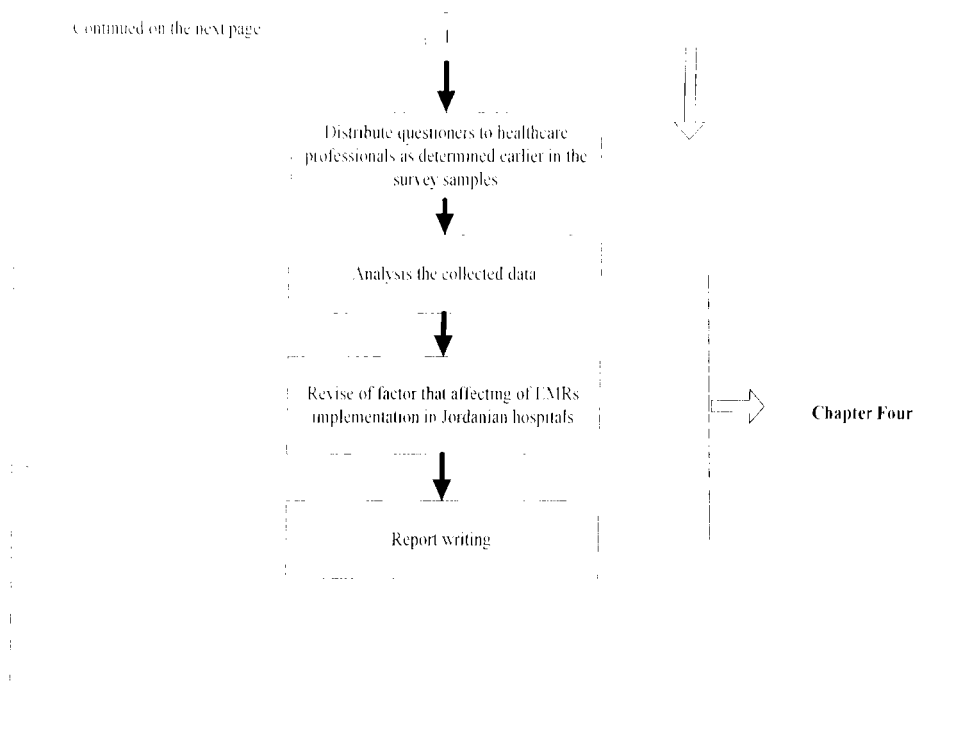 Continued on the next page
Distribute questioners to healthcare
professionals as determined earlier in the
survey samples
Analysis the collected data
Revise of factor that affecting of EMRs
implementation in Jordanian hospitals
Chapter Four
Report writing